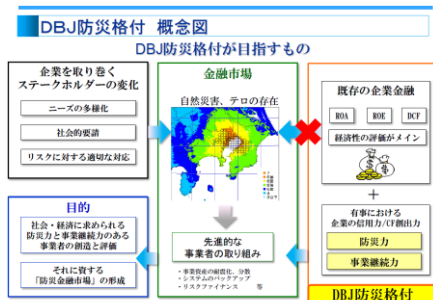 DBJ防災格付 概念図
DBJ防災格付が目指すもの
企業を取り巻く
ステークホルダーの変化
ニーズの多様化
社会的要請
リスクに対する適切な対応
目的
社会・経済に求められる
防災力と事業継続力のある
事業者の創造と評価
それに資する
「防災金融市場」の形成
金融市場
自然災害、テロの存在
先進的な
事業者の取り組み
・事業資産の耐震化、分散
・システムのバックアップ
・リスクファイナンス 等
既存の企業金融
ROA ROE DCF
経済性の評価がメイン
+
有事における
企業の信用力/CF創出力
防災力
事業継続力
DBJ防災格付